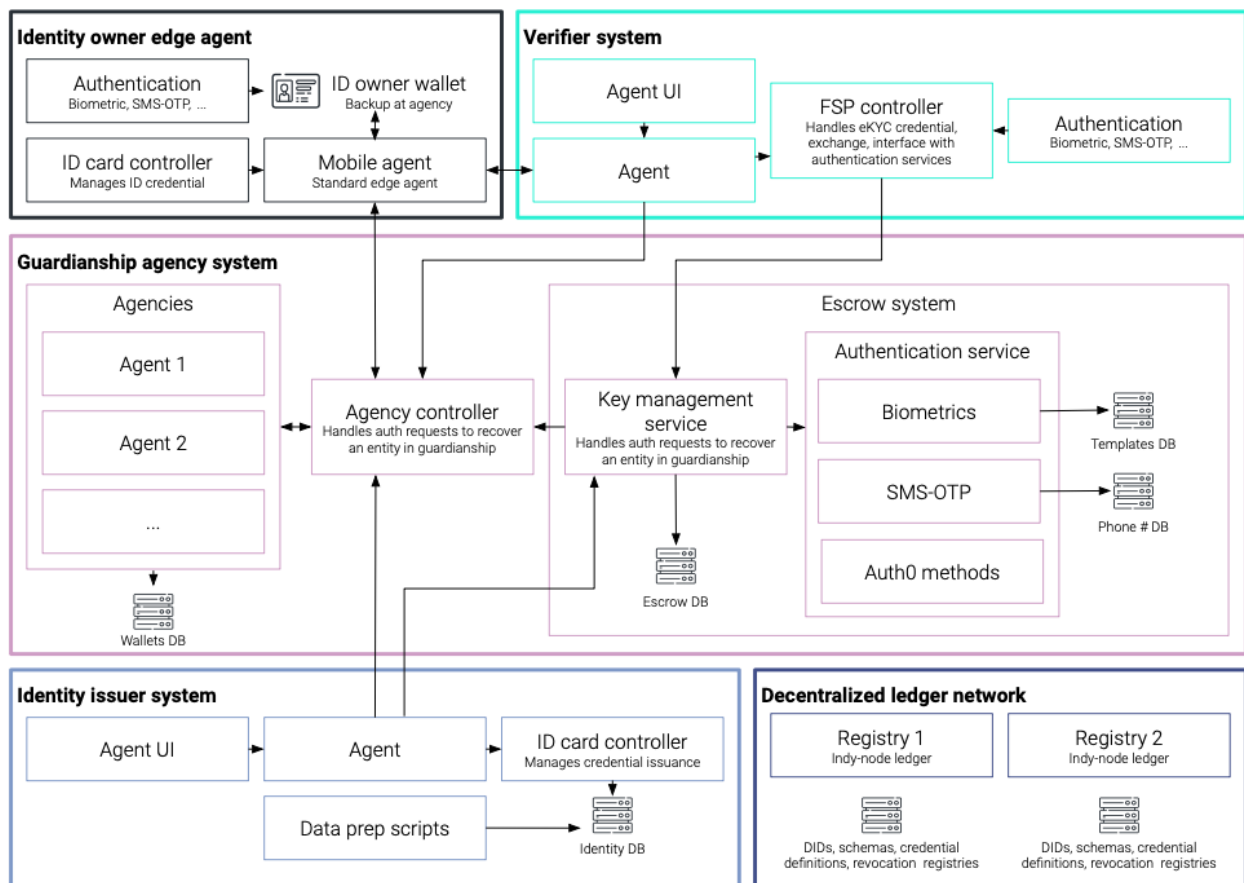 Identity owner edge agent
Authentication
Biometric, SMS-OTP, ...
ID owner wallet
Backup at agency
ID card controller
Manages ID credential
Mobile agent
Standard edge agent
Verifier system
Agent UI
Agent
FSP controller
Handles eKYC credential,
exchange, interface with
authentication services
Authentication
Biometric, SMS-OTP, ...
Guardianship agency system
Agencies
Agent 1
Agent 2
...
Wallets DB
Agency controller
Handles auth requests to recover
an entity in guardianship
Escrow system
Key management
service
Handles auth requests to recover
an entity in guardianship
Escrow DB
Authentication service
Biometrics
SMS-OTP
Auth0 methods
Templates DB
Phone # DB
Identity issuer system
Agent UI
Agent
ID card controller
Manages credential issuance
Data prep scripts
Identity DB
Decentralized ledger network
Registry 1
Indy-node ledger
DIDs, schemas, credential
definitions, revocation registries
Registry 2
Indy-node ledger
DIDs, schemas, credential
definitions, revocation registries